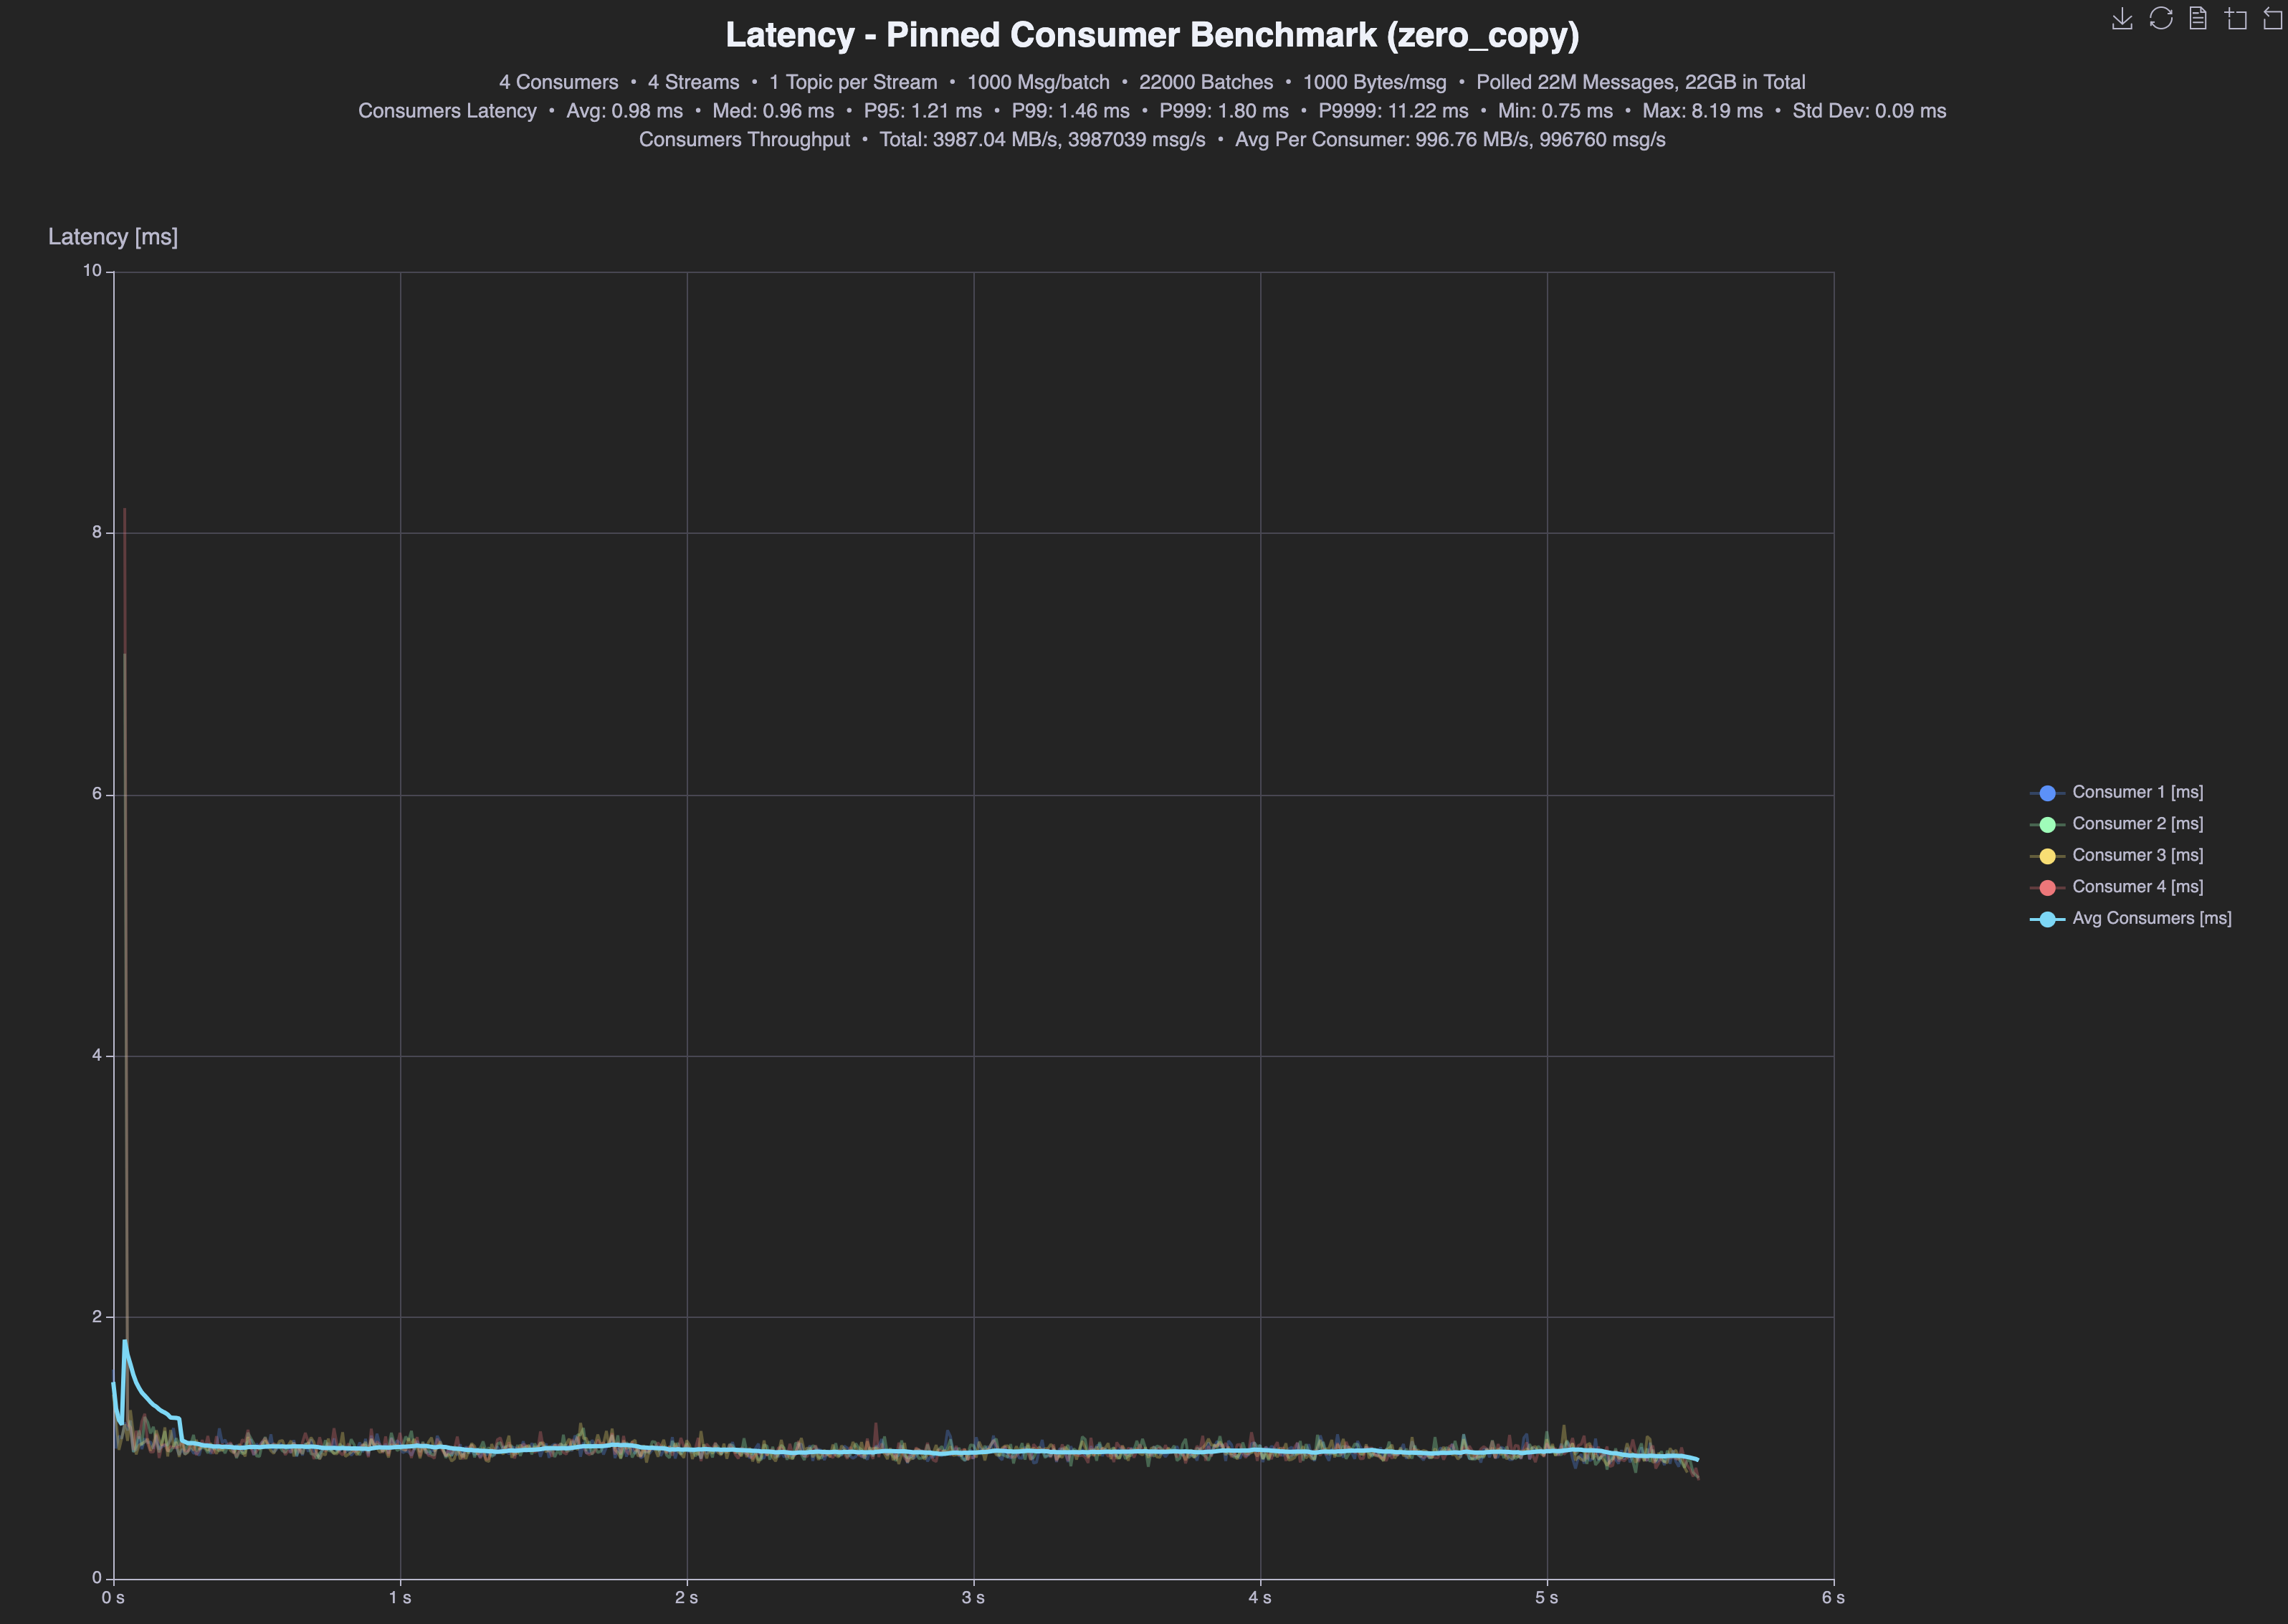 Latency - Pinned Consumer Benchmark (zero_copy)
4 Consumers • 4 Streams • 1 Topic per Stream • 1000 Msg/batch • 22000 Batches • 1000 Bytes/msg • Polled 22M Messages, 22GB in Total
Consumers Latency • Avg: 0.98 ms • Med: 0.96 ms • P95: 1.21 ms • P99: 1.46 ms • P999: 1.80 ms • P9999: 11.22 ms • Min: 0.75 ms • Max: 8.19 ms • Std Dev: 0.09 ms
Consumers Throughput • Total: 3987.04 MB/s, 3987039 msg/s • Avg Per Consumer: 996.76 MB/s, 996760 msg/s
Latency [ms]
10
8
6
4
2
0
0 s
1 s
2 s
3 s
4 s
5 s
6 s
Consumer 1 [ms]
Consumer 2 [ms]
Consumer 3 [ms]
Consumer 4 [ms]
Avg Consumers [ms]